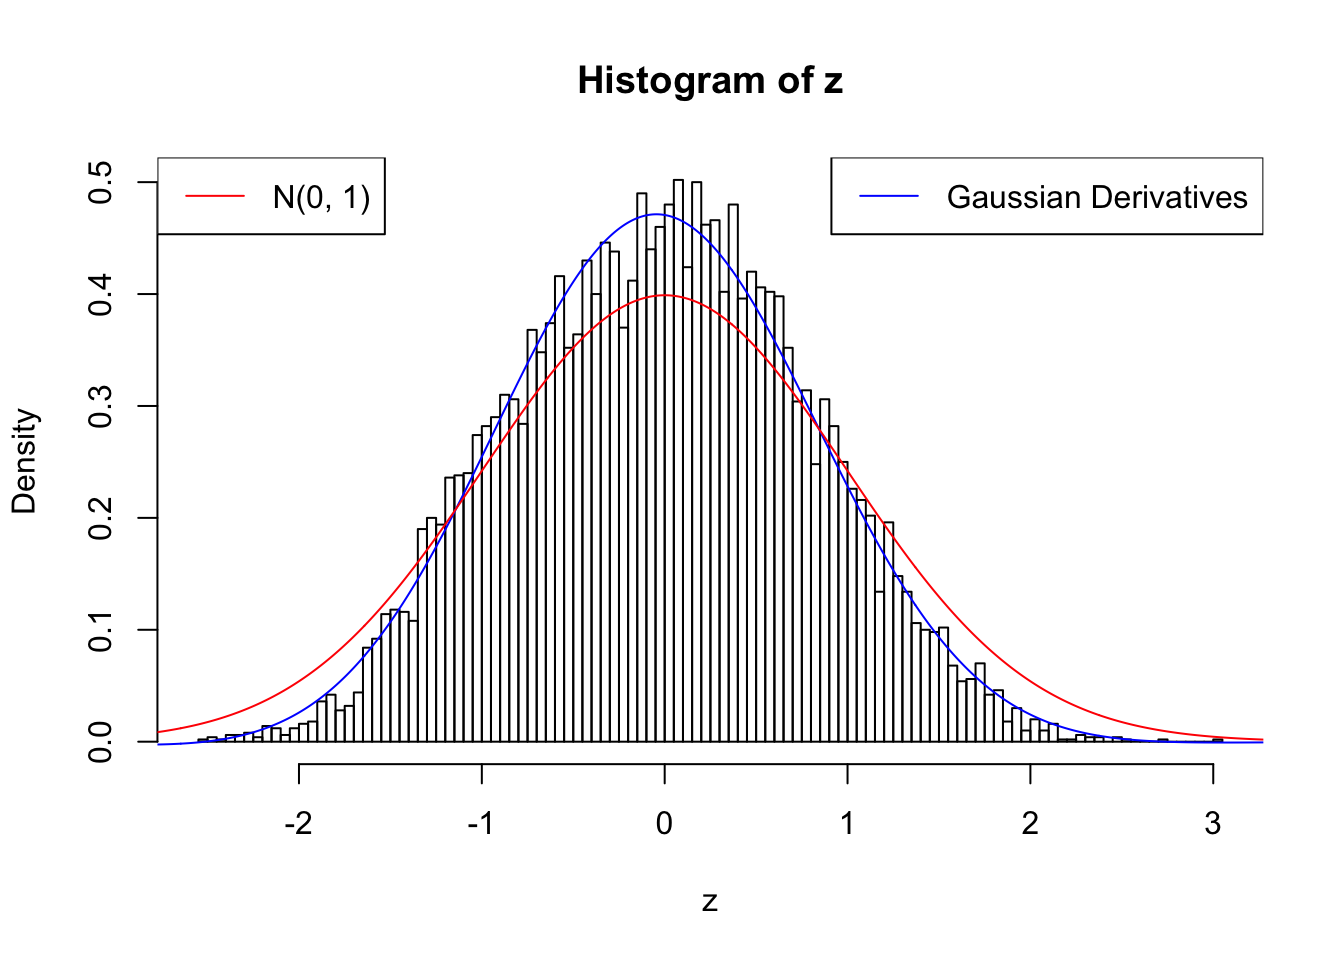 Histogram of z
N(0, 1)
Gaussian Derivatives
Density
0.5
0.4
0.3
0.2
0.1
0.0
-2 -1 0 1 2 3
z